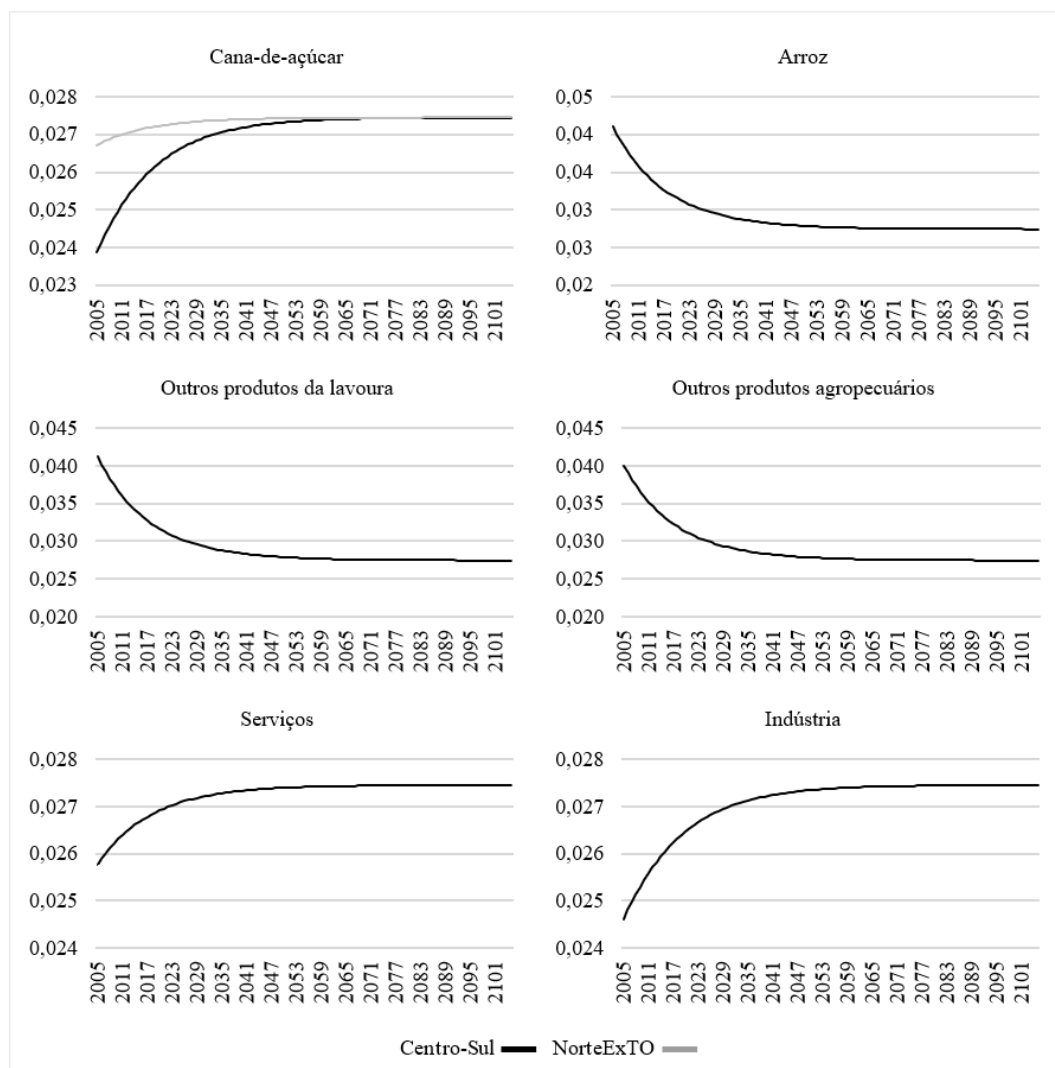 Cana-de-açúcar
0,028
0,027
0,026
0,025
0,024
0,023
2005 2011 2017 2023 2029 2035 2041 2047 2053 2059 2065 2071 2077 2083 2089 2095 2101
Arroz
0,05
0,04
0,04
0,03
0,03
0,02
2005 2011 2017 2023 2029 2035 2041 2047 2053 2059 2065 2071 2077 2083 2089 2095 2101
Outros produtos da lavoura
0,045
0,040
0,035
0,030
0,025
0,020
2005 2011 2017 2023 2029 2035 2041 2047 2053 2059 2065 2071 2077 2083 2089 2095 2101
Outros produtos agropecuários
0,045
0,040
0,035
0,030
0,025
0,020
2005 2011 2017 2023 2029 2035 2041 2047 2053 2059 2065 2071 2077 2083 2089 2095 2101
Serviços
0,028
0,027
0,026
0,025
0,024
2005 2011 2017 2023 2029 2035 2041 2047 2053 2059 2065 2071 2077 2083 2089 2095 2101
Indústria
0,028
0,027
0,026
0,025
0,024
2005 2011 2017 2023 2029 2035 2041 2047 2053 2059 2065 2071 2077 2083 2089 2095 2101
Centro-Sul NorteExTO